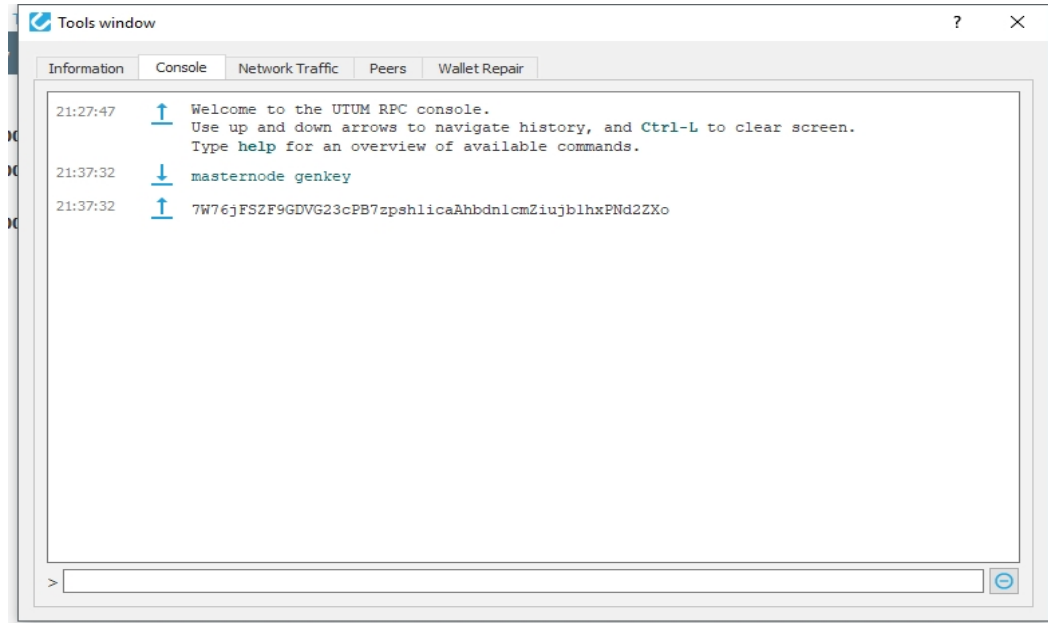 Tools window
?
Information Console Network Traffic Peers Wallet Repair
21:27:47 Welcome to the UTUM RPC console.
Use up and down arrows to navigate history, and Ctrl-L to clear screen.
Type help for an overview of available commands.
21:37:32 masternode genkey
21:37:32 7W76jFSZF9GDVG23cPB7zpsh1icaAhbdn1cmZiujb1hxPNd2ZXo
>